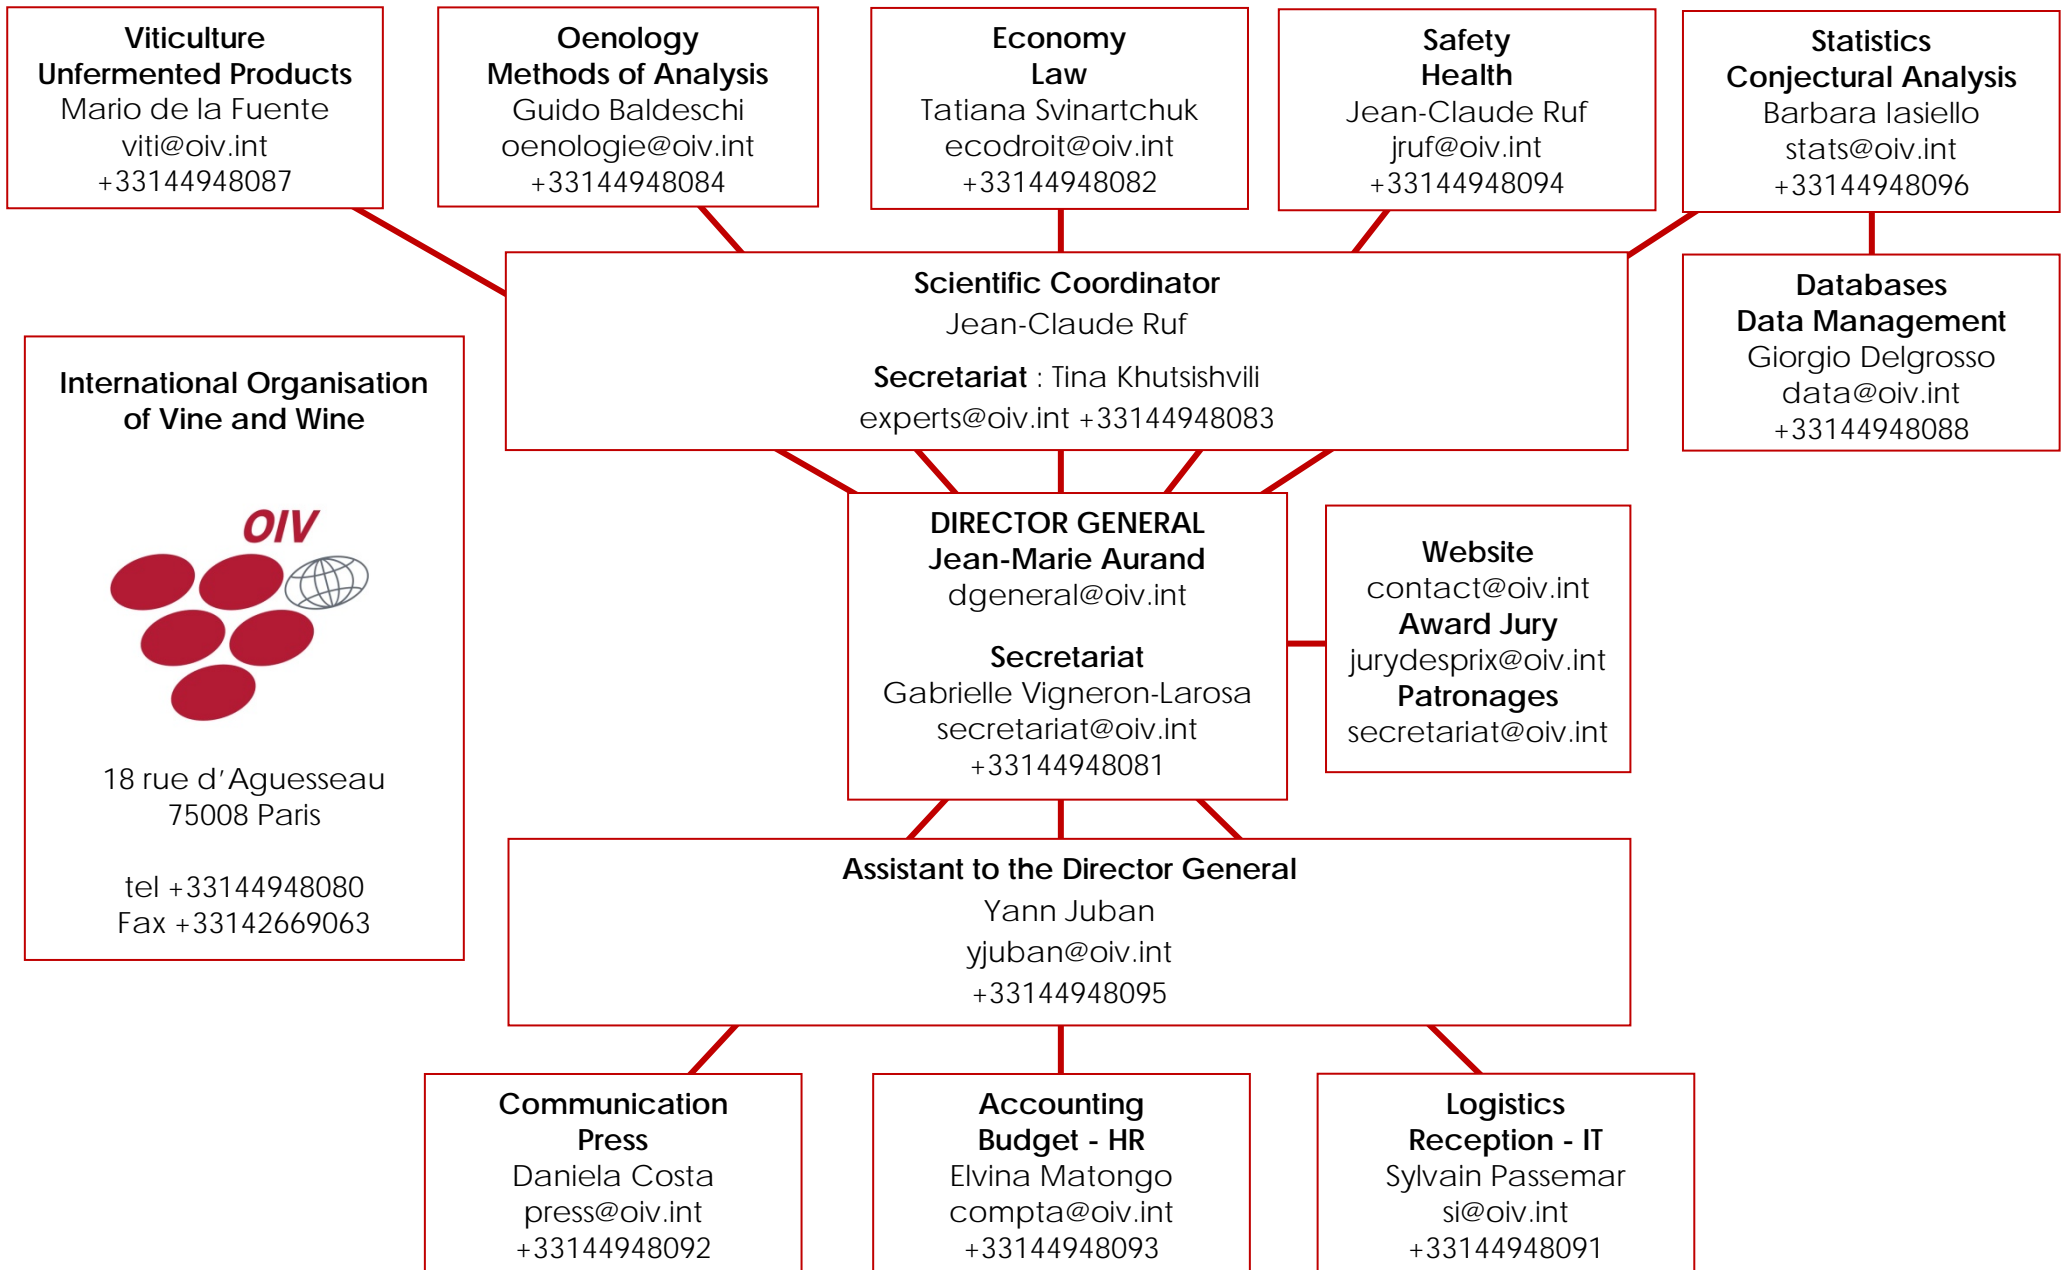 Viticulture
Unfermented Products
Mario de la Fuente
viti@oiv.int
+33144948087
Oenology
Methods of Analysis
Guido Baldeschi
oenologie@oiv.int
+33144948084
Economy
Law
Tatiana Svinartchuk
ecodroit@oiv.int
+33144948082
Safety
Health
Jean-Claude Ruf
jruf@oiv.int
+33144948094
Statistics
Conjectural Analysis
Barbara Iasiello
stats@oiv.int
+33144948096
Scientific Coordinator
Jean-Claude Ruf
Secretariat : Tina Khutsishvili
experts@oiv.int +33144948083
Databases
Data Management
Giorgio Delgrosso
data@oiv.int
+33144948088
International Organisation
of Vine and Wine
OIV
18 rue d'Aguesseau
75008 Paris
tel +33144948080
Fax +33142669063
DIRECTOR GENERAL
Jean-Marie Aurand
dgeneral@oiv.int
Secretariat
Gabrielle Vigneron-Larosa
secretariat@oiv.int
+33144948081
Website
contact@oiv.int
Award Jury
jurydesprix@oiv.int
Patronages
secretariat@oiv.int
Assistant to the Director General
Yann Juban
yjuban@oiv.int
+33144948095
Communication
Press
Daniela Costa
press@oiv.int
+33144948092
Accounting
Budget - HR
Elvina Matongo
compta@oiv.int
+33144948093
Logistics
Reception - IT
Sylvain Passemar
si@oiv.int
+33144948091